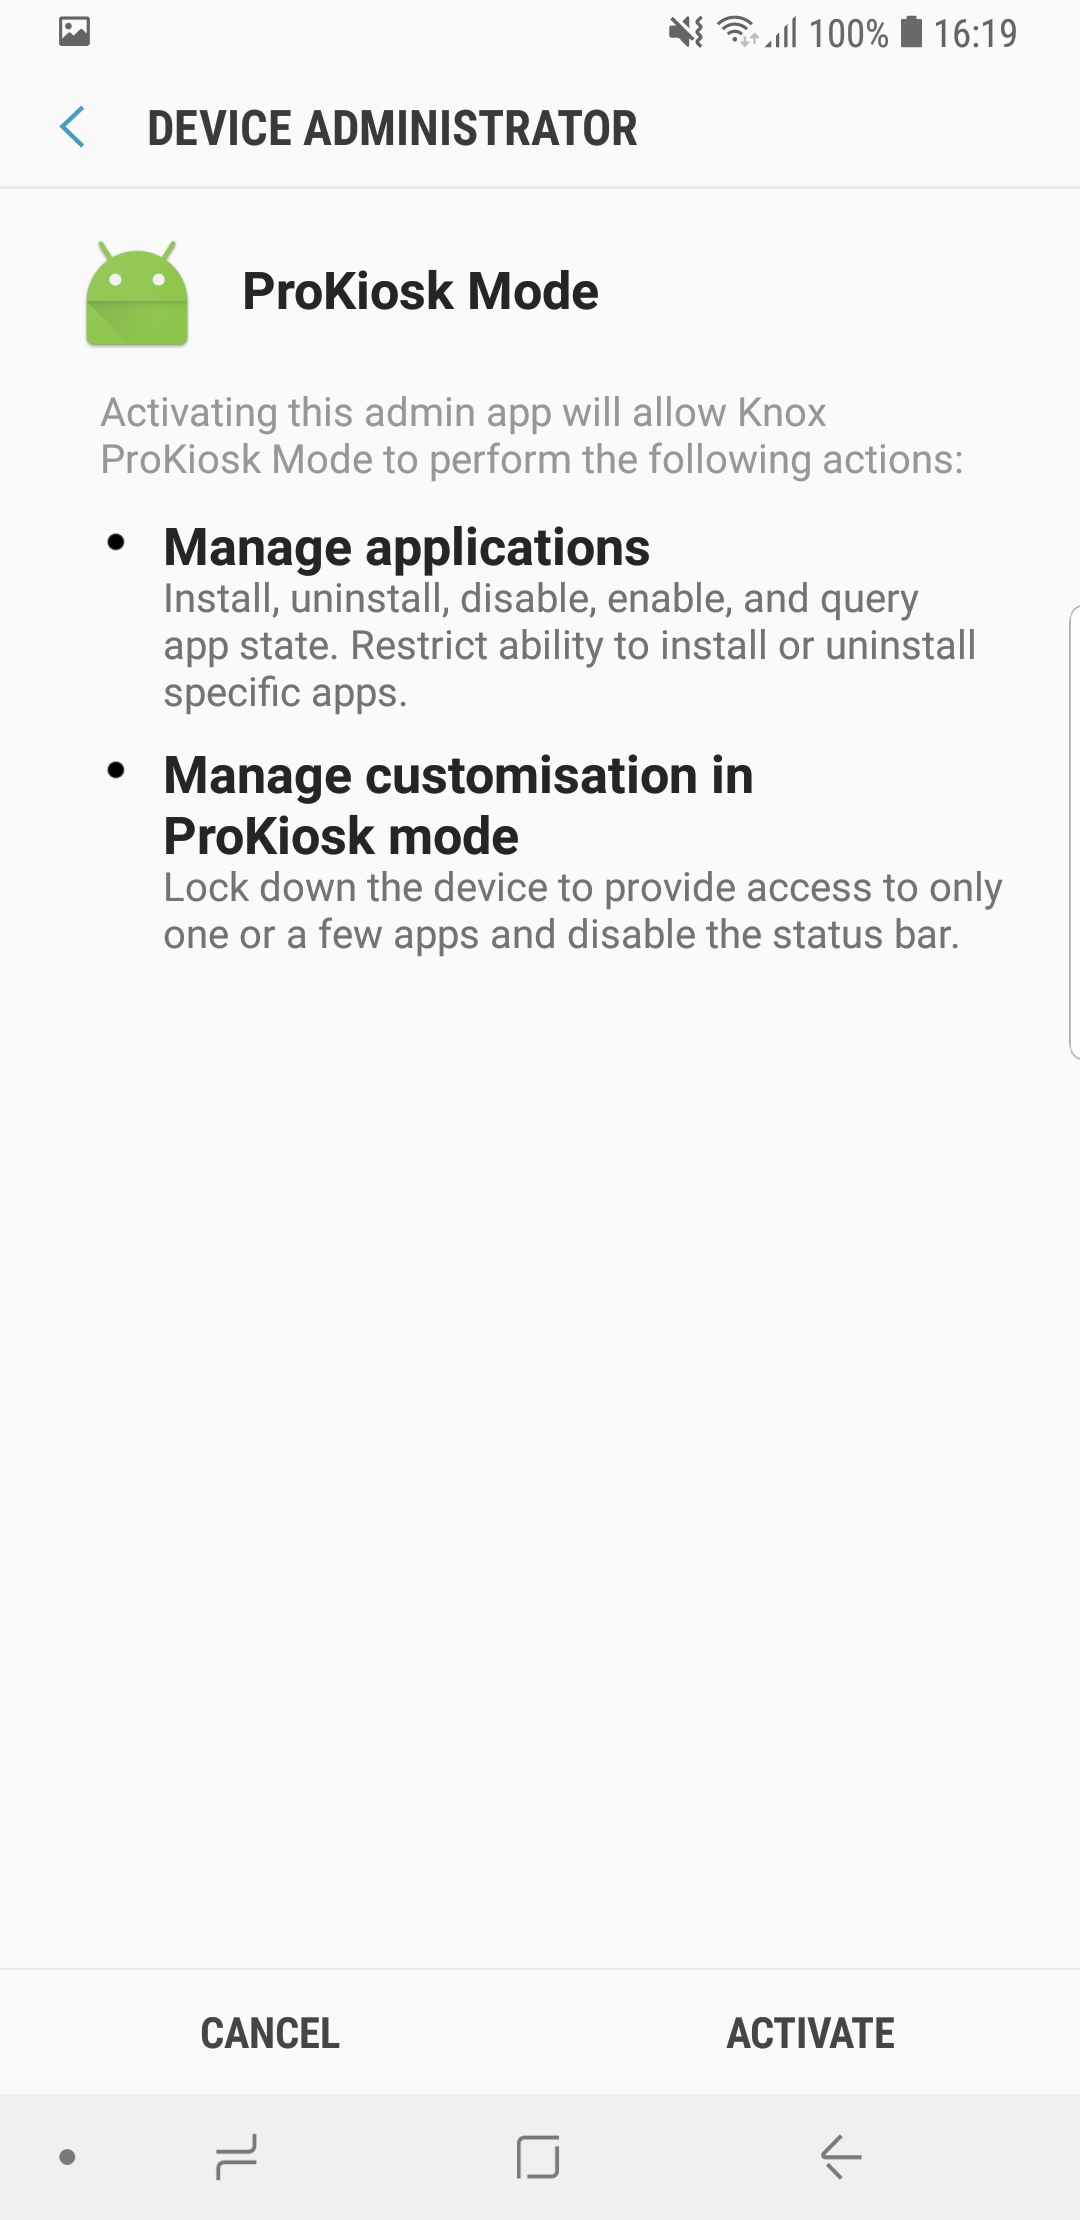 100% 16:19
DEVICE ADMINISTRATOR
ProKiosk Mode
Activating this admin app will allow Knox
ProKiosk Mode to perform the following actions:
• Manage applications
Install, uninstall, disable, enable, and query
app state. Restrict ability to install or uninstall
specific apps.
• Manage customisation in
ProKiosk mode
Lock down the device to provide access to only
one or a few apps and disable the status bar.
CANCEL ACTIVATE